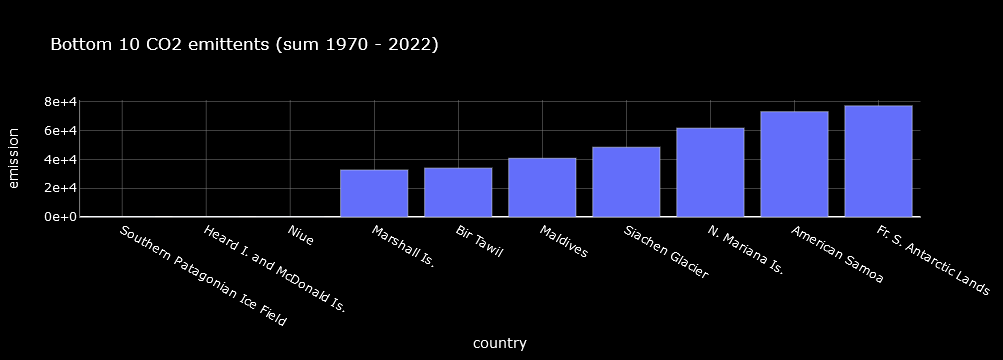 Bottom 10 CO2 emittents (sum 1970 - 2022)
8e+4
6e+4
4e+4
2e+4
0e+0
emission
Southern Patagonian Ice Field
Heard I. and McDonald Is.
Niue
Marshall Is.
Bir Tawil
Maldives
Siachen Glacier
N. Mariana Is.
American Samoa
Fr. S. Antarctic Lands
country